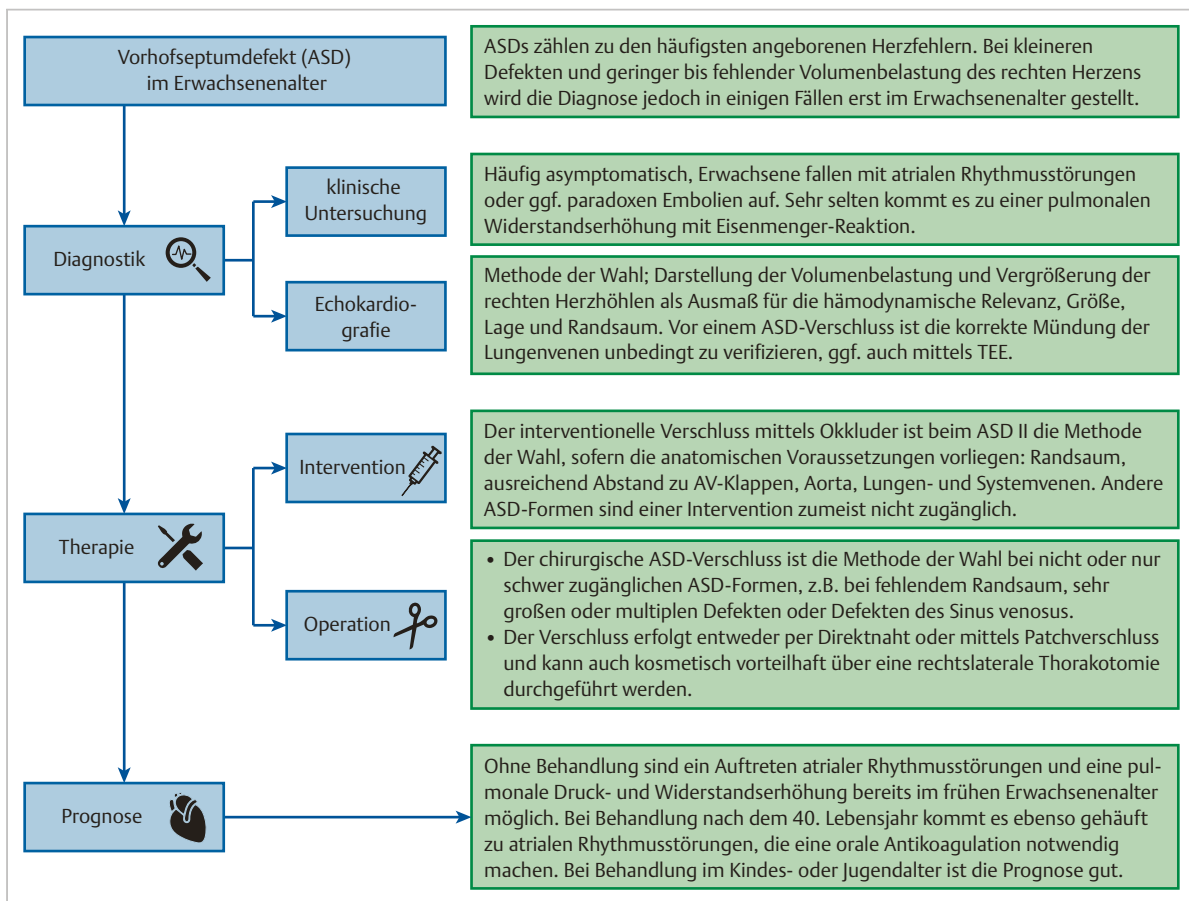 Vorhofseptumdefekt (ASD)
im Erwachsenenalter
ASDs zählen zu den häufigsten angeborenen Herzfehlern. Bei kleineren
Defekten und geringer bis fehlender Volumenbelastung des rechten Herzens
wird die Diagnose jedoch in einigen Fällen erst im Erwachsenenalter gestellt.
Diagnostik
klinische
Untersuchung
Häufig asymptomatisch, Erwachsene fallen mit atrialen Rhythmusstörungen
oder ggf. paradoxen Embolien auf. Sehr selten kommt es zu einer pulmonalen
Widerstandserhöhung mit Eisenmenger-Reaktion.
Echokardio-
grafie
Methode der Wahl; Darstellung der Volumenbelastung und Vergrößerung der
rechten Herzhöhlen als Ausmaß für die hämodynamische Relevanz, Größe,
Lage und Randsaum. Vor einem ASD-Verschluss ist die korrekte Mündung der
Lungenvenen unbedingt zu verifizieren, ggf. auch mittels TEE.
Therapie
Intervention
Der interventionelle Verschluss mittels Okkluder ist beim ASD II die Methode
der Wahl, sofern die anatomischen Voraussetzungen vorliegen: Randsaum,
ausreichend Abstand zu AV-Klappen, Aorta, Lungen- und Systemvenen. Andere
ASD-Formen sind einer Intervention zumeist nicht zugänglich.
Operation
• Der chirurgische ASD-Verschluss ist die Methode der Wahl bei nicht oder nur
schwer zugänglichen ASD-Formen, z.B. bei fehlendem Randsaum, sehr
großen oder multiplen Defekten oder Defekten des Sinus venosus.
• Der Verschluss erfolgt entweder per Direktnaht oder mittels Patchverschluss
und kann auch kosmetisch vorteilhaft über eine rechtslaterale Thorakotomie
durchgeführt werden.
Prognose
Ohne Behandlung sind ein Auftreten atrialer Rhythmusstörungen und eine pul-
monale Druck- und Widerstandserhöhung bereits im frühen Erwachsenenalter
möglich. Bei Behandlung nach dem 40. Lebensjahr kommt es ebenso gehäuft
zu atrialen Rhythmusstörungen, die eine orale Antikoagulation notwendig
machen. Bei Behandlung im Kindes- oder Jugendalter ist die Prognose gut.